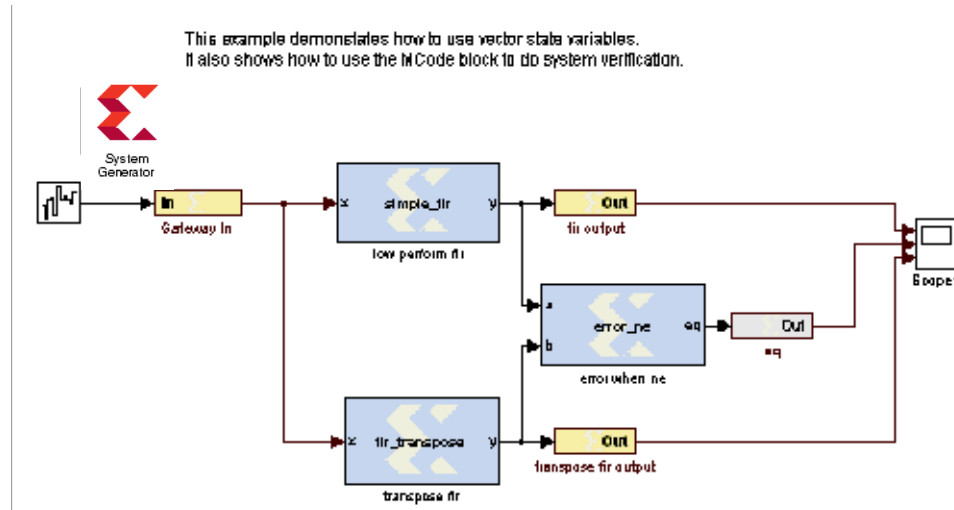 This example demonstates how to use vector state variables.
It also shows how to use the MCode block to do system verification.
System
Generator
In
Gateway In
x
simple_fir
y
low perform fir
Out
fir output
Scope
a
b
error_ne
eq
error when ne
Out
eq
x
fir_transpose
y
transpose fir
Out
transpose fir output